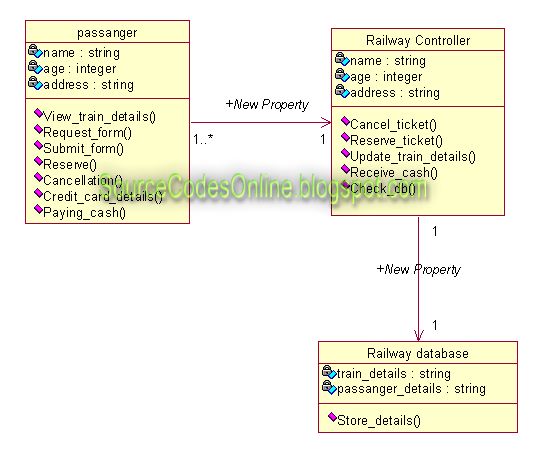 passanger
name : string
age : integer
address : string
View_train_details()
Request_form()
Submit_form()
Reserve()
Cancellation()
Credit_card_details()
Paying_cash()
+New Property
1..*
1
Railway Controller
name : string
age : integer
address : string
Cancel_ticket()
Reserve_ticket()
Update_train_details()
Receive_cash()
Check_db()
SourceCodesOnline.blogspot.com
1
+New Property
1
Railway database
train_details : string
passanger_details : string
Store_details()